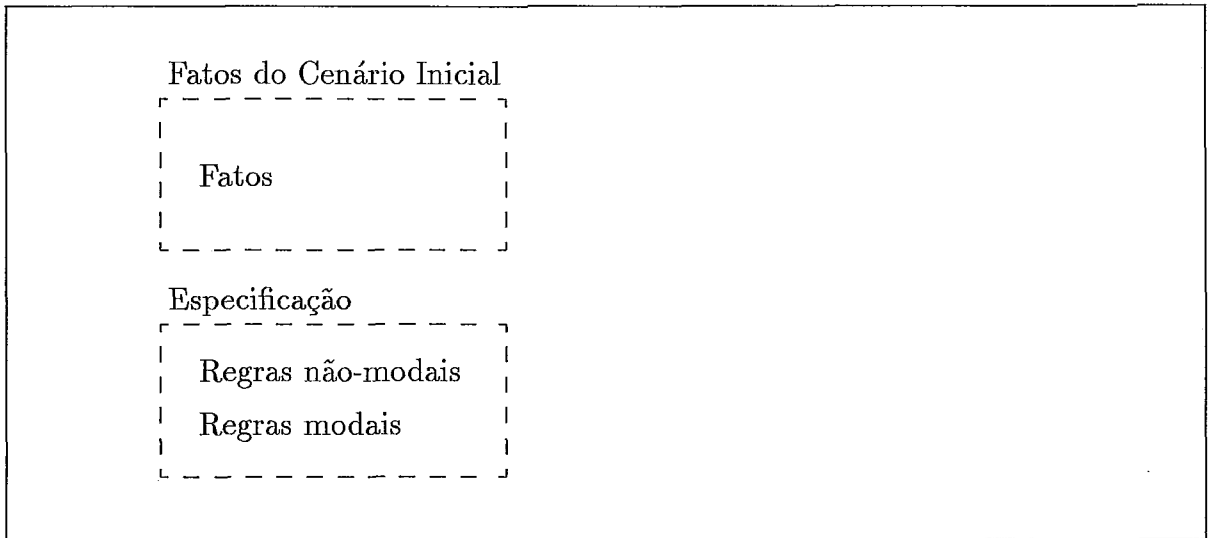 Fatos do Cenário Inicial
Fatos
Especificação
Regras não-modais
Regras modais